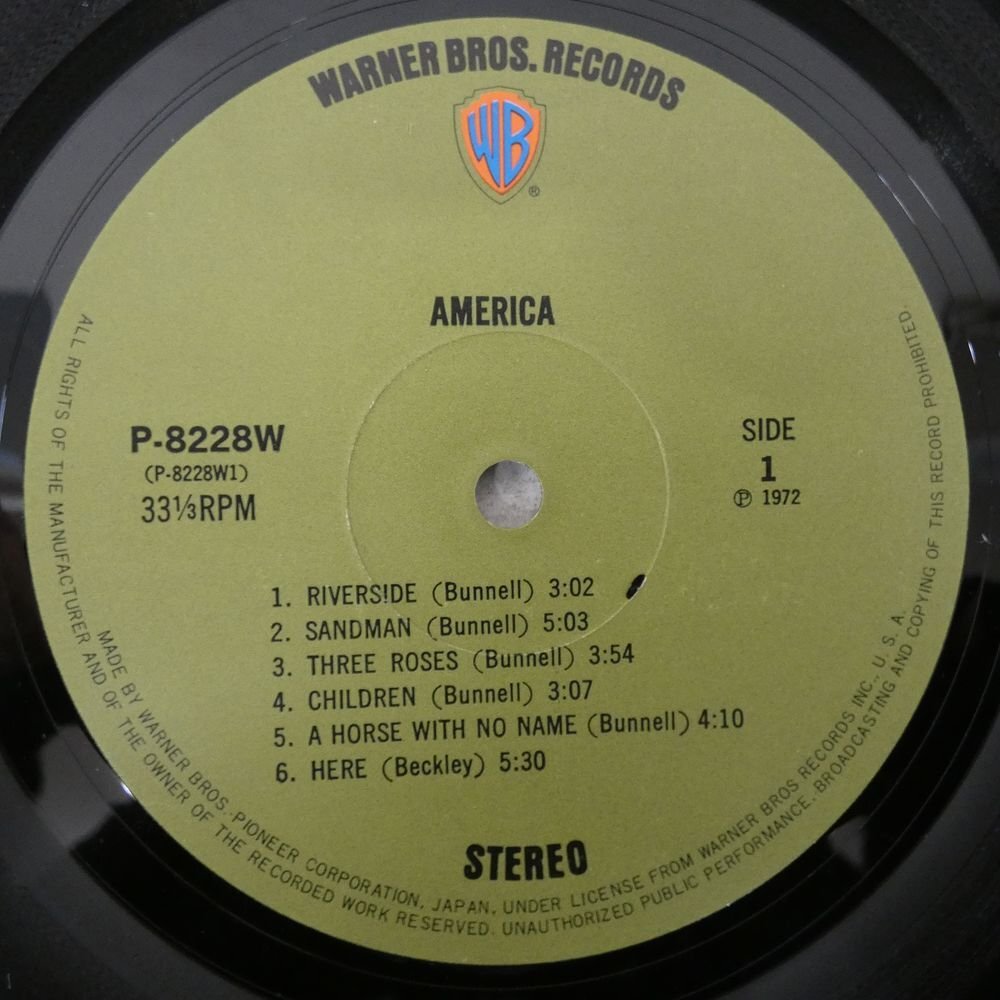 WARNER BROS. RECORDS
WB
®
AMERICA
P-8228W
(P-8228W1)
33⅓RPM
SIDE
1
℗ 1972
1. RIVERSIDE (Bunnell) 3:02
2. SANDMAN (Bunnell) 5:03
3. THREE ROSES (Bunnell) 3:54
4. CHILDREN (Bunnell) 3:07
5. A HORSE WITH NO NAME (Bunnell) 4:10
6. HERE (Beckley) 5:30
STEREO
MADE BY WARNER BROS. PIONEER CORPORATION, JAPAN, UNDER LICENSE FROM WARNER BROS RECORDS INC., U. S. A.
ALL RIGHTS OF THE MANUFACTURER AND OF THE OWNER OF THE RECORDED WORK RESERVED. UNAUTHORIZED PUBLIC PERFORMANCE. BROADCASTING AND COPYING OF THIS RECORD PROHIBITED